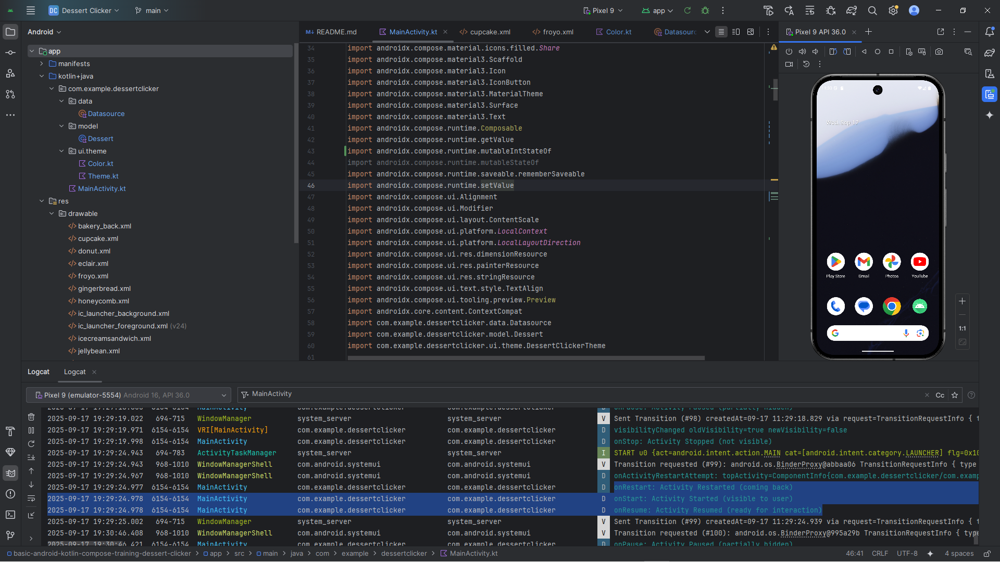 DC Dessert Clicker
main
Pixel 9
app
Android
README.md
MainActivity.kt
cupcake.xml
froyo.xml
Color.kt
Datasourc
Pixel 9 API 36.0
app
manifests
kotlin+java
com.example.dessertclicker
data
Datasource
model
Dessert
ui.theme
Color.kt
Theme.kt
MainActivity.kt
res
drawable
bakery_back.xml
cupcake.xml
donut.xml
eclair.xml
froyo.xml
gingerbread.xml
honeycomb.xml
ic_launcher_background.xml
ic_launcher_foreground.xml (v24)
icecreamsandwich.xml
jellybean.xml
34 import androidx.compose.material.icons.filled.Share
35 import androidx.compose.material3.Scaffold
36 import androidx.compose.material3.Icon
37 import androidx.compose.material3.IconButton
38 import androidx.compose.material3.MaterialTheme
39 import androidx.compose.material3.Surface
40 import androidx.compose.material3.Text
41 import androidx.compose.runtime.Composable
42 import androidx.compose.runtime.getValue
43 import androidx.compose.runtime.mutableIntStateOf
44 import androidx.compose.runtime.mutableStateOf
45 import androidx.compose.runtime.saveable.rememberSaveable
46 import androidx.compose.runtime.setValue
47 import androidx.compose.ui.Alignment
48 import androidx.compose.ui.Modifier
49 import androidx.compose.ui.layout.ContentScale
50 import androidx.compose.ui.platform.LocalContext
51 import androidx.compose.ui.platform.LocalLayoutDirection
52 import androidx.compose.ui.res.dimensionResource
53 import androidx.compose.ui.res.painterResource
54 import androidx.compose.ui.res.stringResource
55 import androidx.compose.ui.text.style.TextAlign
56 import androidx.compose.ui.tooling.preview.Preview
57 import androidx.core.content.ContextCompat
58 import com.example.dessertclicker.data.Datasource
59 import com.example.dessertclicker.model.Dessert
60 import com.example.dessertclicker.ui.theme.DessertClickerTheme
61
Wed, Sep 17
Play Store
Gmail
Photos
YouTube
1:1
Logcat
Logcat
Pixel 9 (emulator-5554) Android 16, API 36.0
MainActivity
Cc
2025-09-17 19:29:19.022 694-715 WindowManager system_server system_server V Sent Transition (#98) createdAt=09-17 11:29:18.829 via request=TransitionRequestInfo { t
2025-09-17 19:29:19.971 6154-6154 VRI[MainActivity] com.example.dessertclicker com.example.dessertclicker D visibilityChanged oldVisibility=true newVisibility=false
2025-09-17 19:29:19.998 6154-6154 MainActivity com.example.dessertclicker com.example.dessertclicker D onStop: Activity Stopped (not visible)
2025-09-17 19:29:24.943 694-783 ActivityTaskManager system_server system_server I START u0 {act=android.intent.action.MAIN cat=[android.intent.category.LAUNCHER] flg=0x10
2025-09-17 19:29:24.943 968-1010 WindowManagerShell com.android.systemui com.android.systemui V Transition requested (#99): android.os.BinderProxy@abbaa06 TransitionRequestInfo { type
2025-09-17 19:29:24.967 968-1010 WindowManagerShell com.android.systemui com.android.systemui D onActivityRestartAttempt: topActivity=ComponentInfo{com.example.dessertclicker/com.examp
2025-09-17 19:29:24.977 6154-6154 MainActivity com.example.dessertclicker com.example.dessertclicker D onRestart: Activity Restarted (coming back)
2025-09-17 19:29:24.978 6154-6154 MainActivity com.example.dessertclicker com.example.dessertclicker D onStart: Activity Started (visible to user)
2025-09-17 19:29:24.978 6154-6154 MainActivity com.example.dessertclicker com.example.dessertclicker D onResume: Activity Resumed (ready for interaction)
2025-09-17 19:29:25.002 694-715 WindowManager system_server system_server V Sent Transition (#99) createdAt=09-17 11:29:24.939 via request=TransitionRequestInfo { t
2025-09-17 19:30:46.408 968-1010 WindowManagerShell com.android.systemui com.android.systemui V Transition requested (#100): android.os.BinderProxy@995a29b TransitionRequestInfo { type
2025-09-17 19:30:46.421 6154-6154 MainActivity com.example.dessertclicker com.example.dessertclicker D onPause: Activity Paused (partially hidden)
basic-android-kotlin-compose-training-dessert-clicker > app > src > main > java > com > example > dessertclicker > MainActivity.kt
46:41 CRLF UTF-8 4 spaces